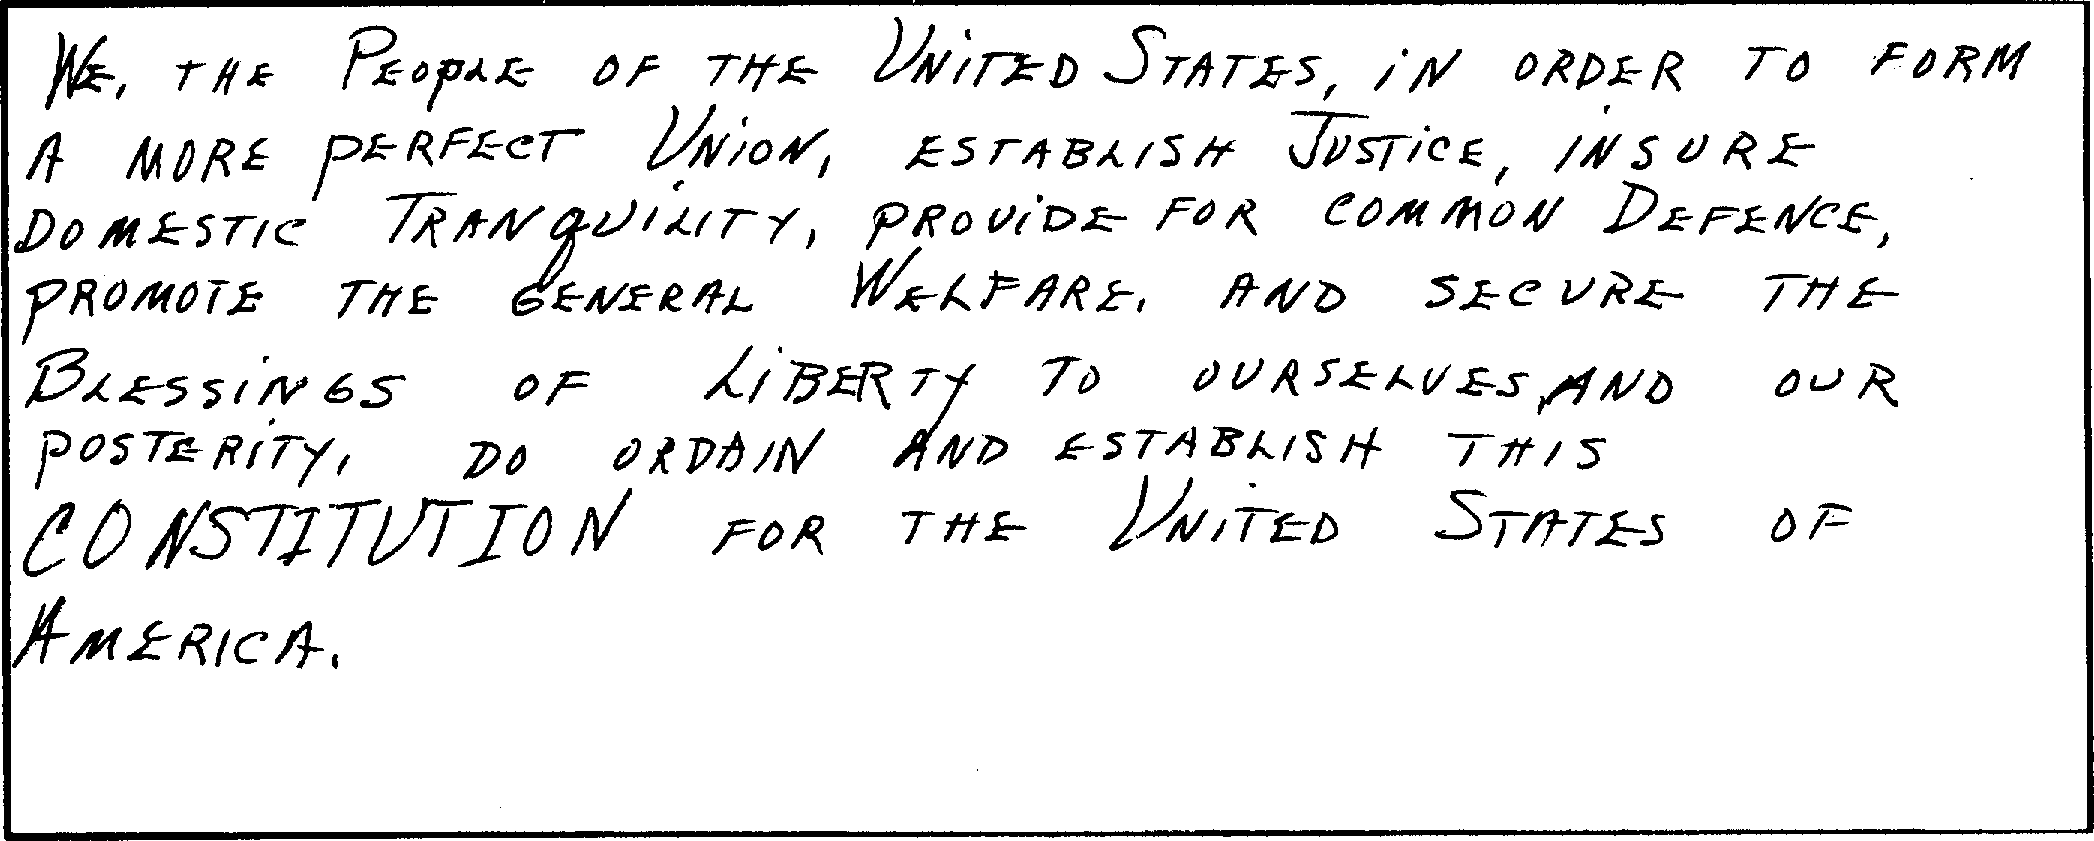 We, the People of the United States, in order to form
a more perfect Union, establish Justice, insure
domestic Tranquility, provide for common Defence,
promote the general Welfare, and secure the
Blessings of Liberty to ourselves, and our
posterity, do ordain and establish this
CONSTITUTION for the United States of
America.